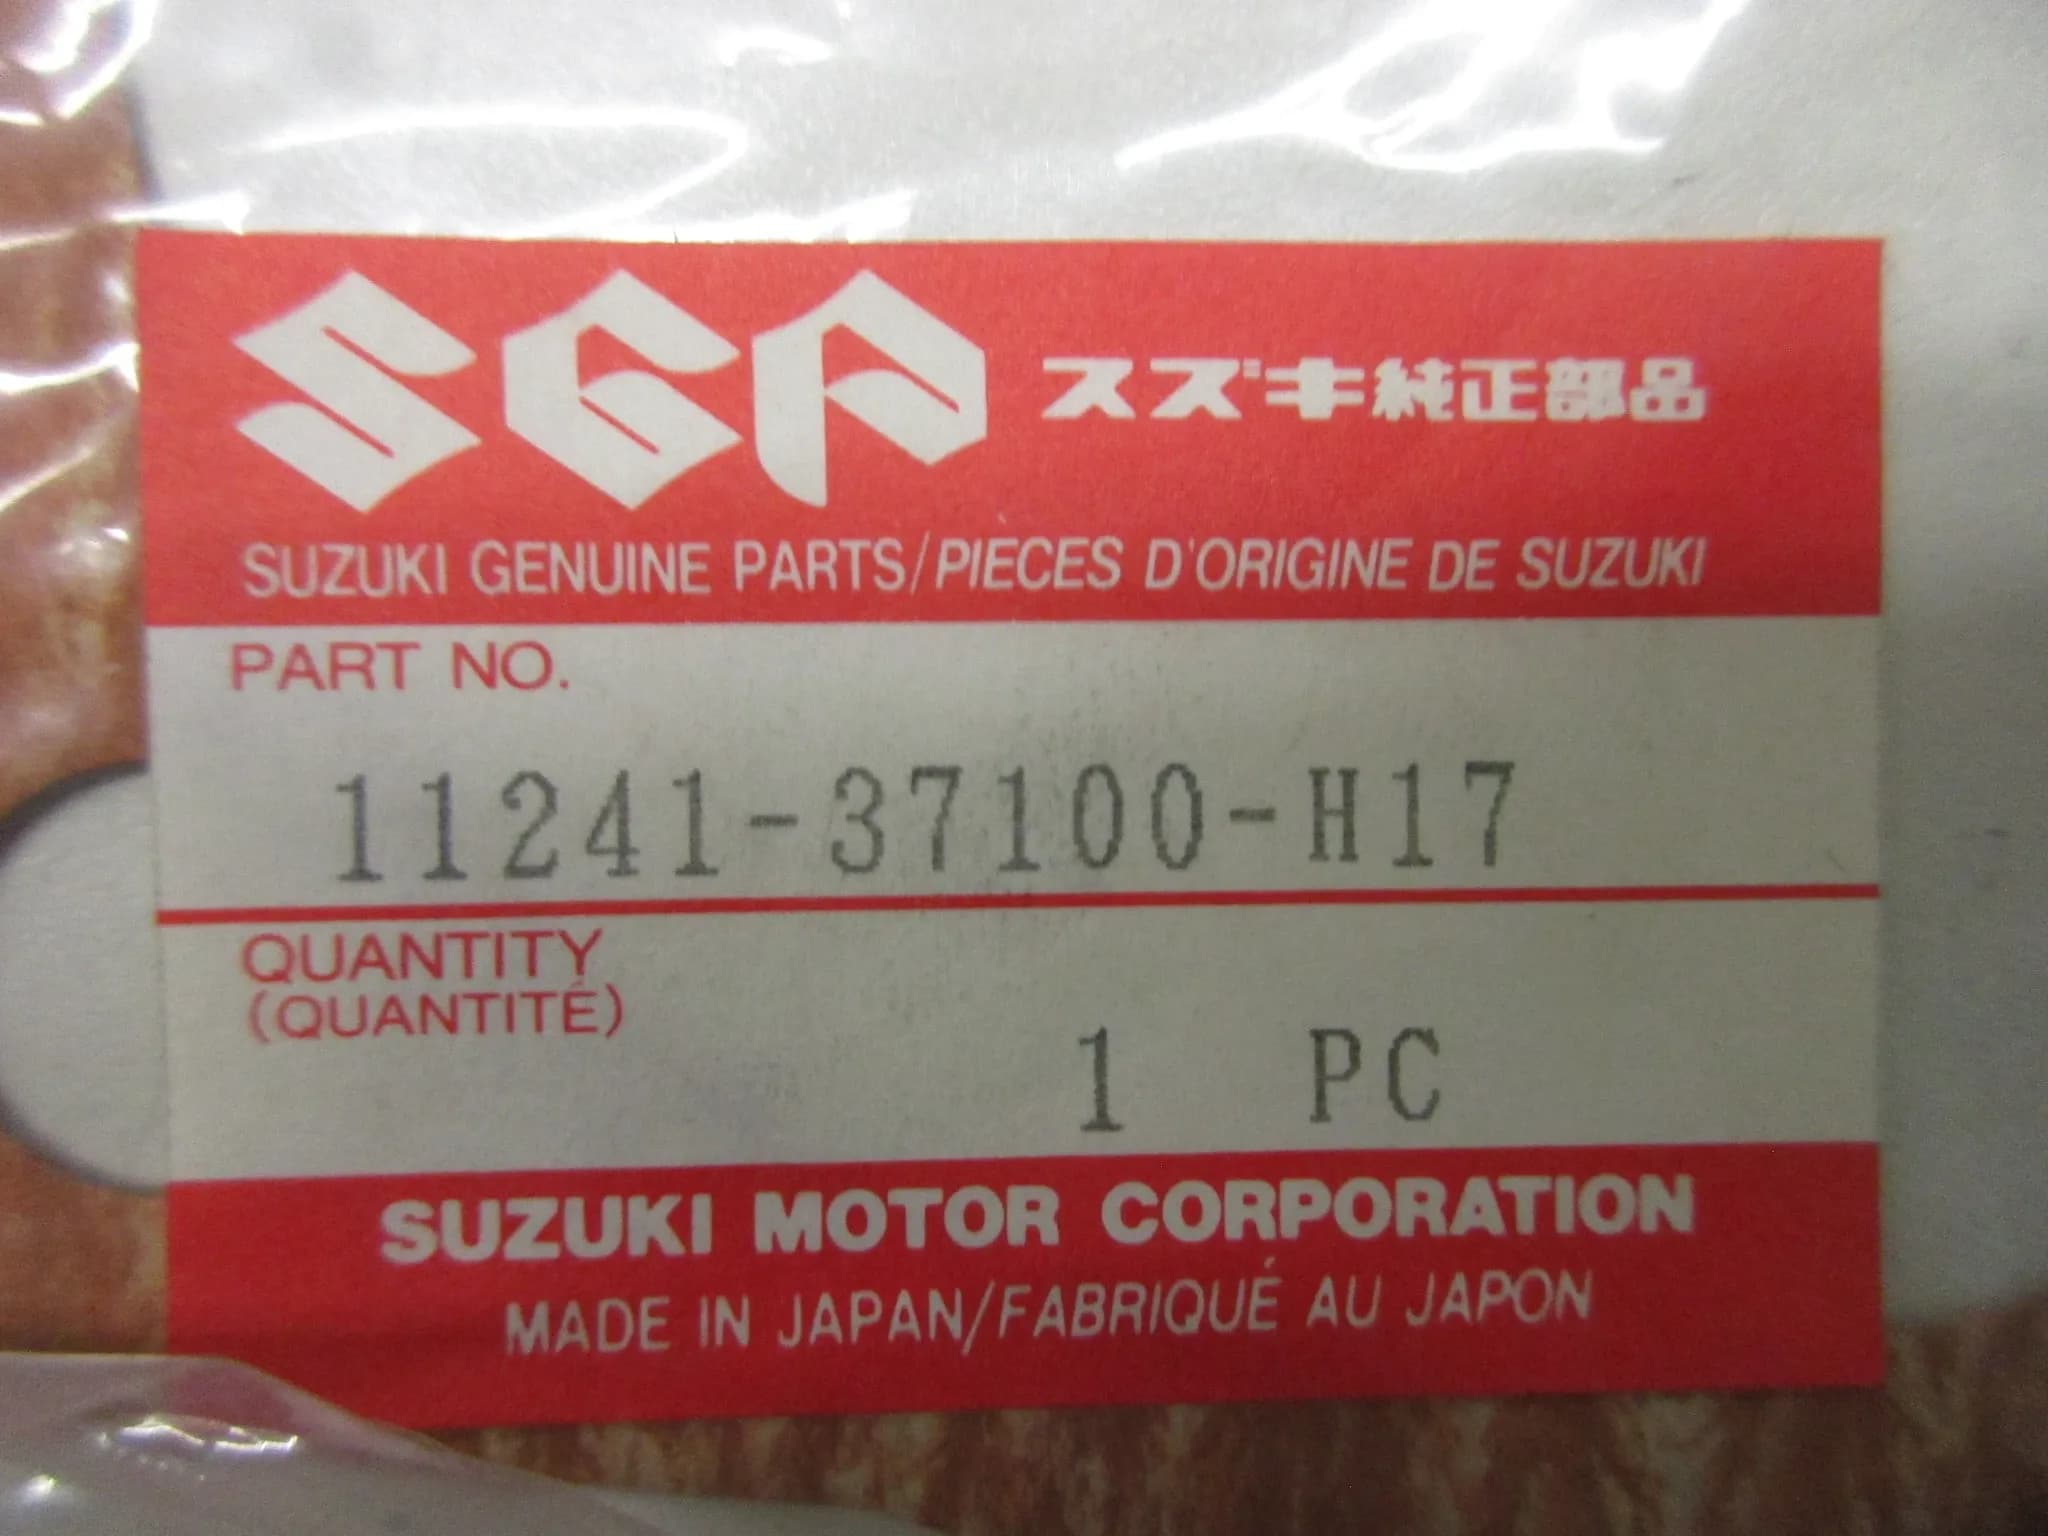 SGP スズキ純正部品
SUZUKI GENUINE PARTS/PIECES D'ORIGINE DE SUZUKI
PART NO.
11241-37100-H17
QUANTITY
(QUANTITÉ)
1 PC
SUZUKI MOTOR CORPORATION
MADE IN JAPAN/FABRIQUÉ AU JAPON